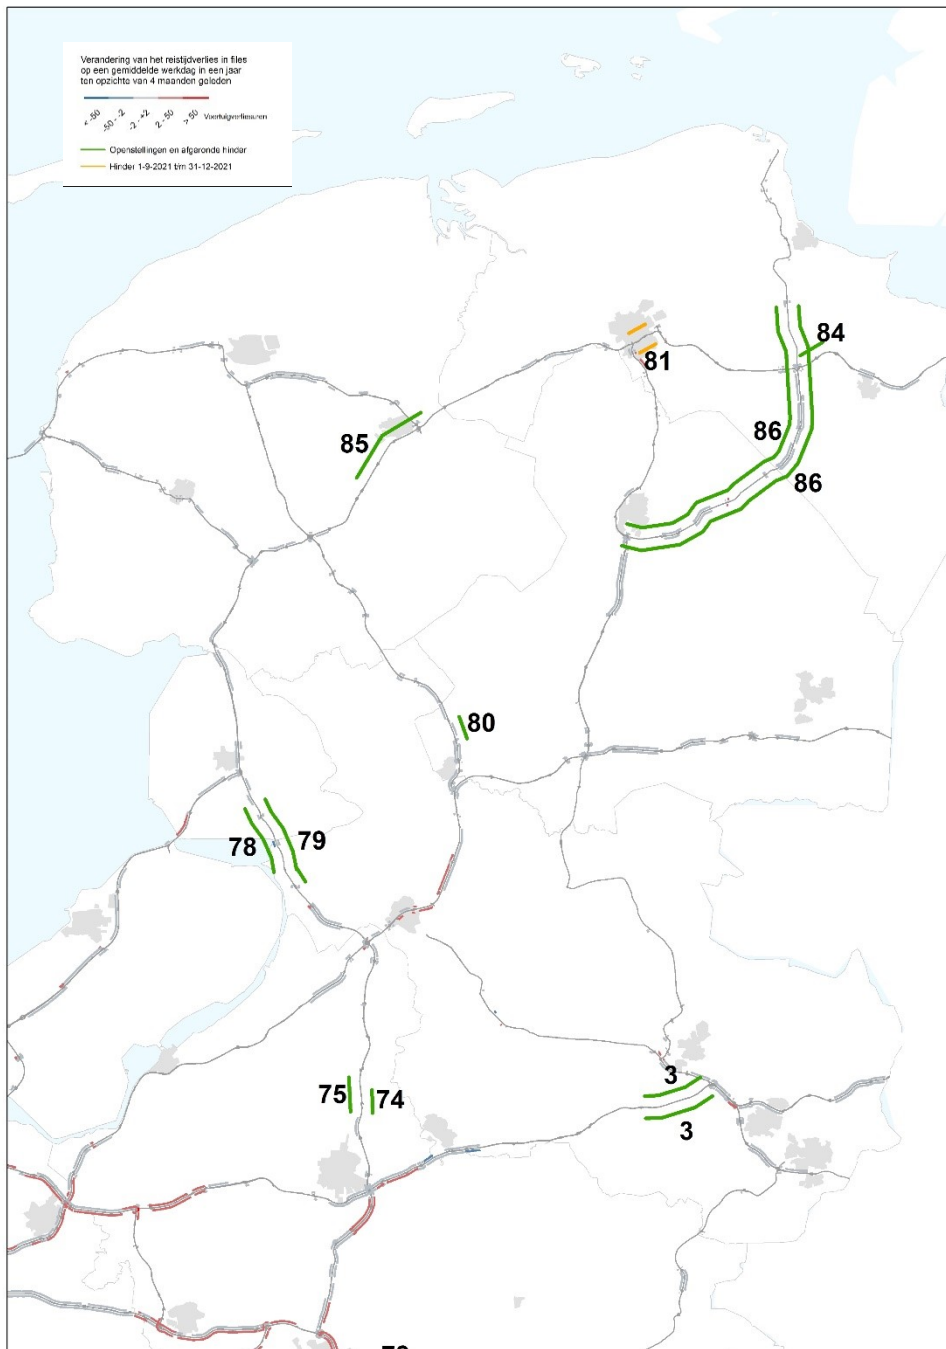 Verandering van het reistijdverlies in files
op een gemiddelde werkdag in een jaar
ten opzichte van 4 maanden geleden
< -50
-50 - -2
-2 - +2
2 - 50
> 50
Voertuigverliesuren
Openstellingen en afgeronde hinder
Hinder 1-9-2021 t/m 31-12-2021
84
81
86
85
86
80
79
78
3
75
74
3